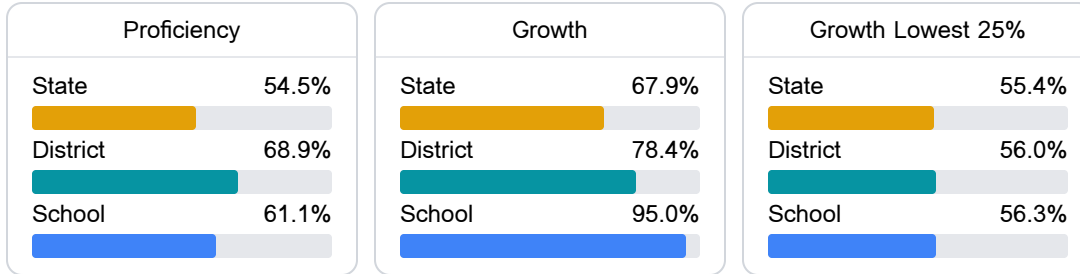 Proficiency
State 54.5%
District 68.9%
School 61.1%
Growth
State 67.9%
District 78.4%
School 95.0%
Growth Lowest 25%
State 55.4%
District 56.0%
School 56.3%